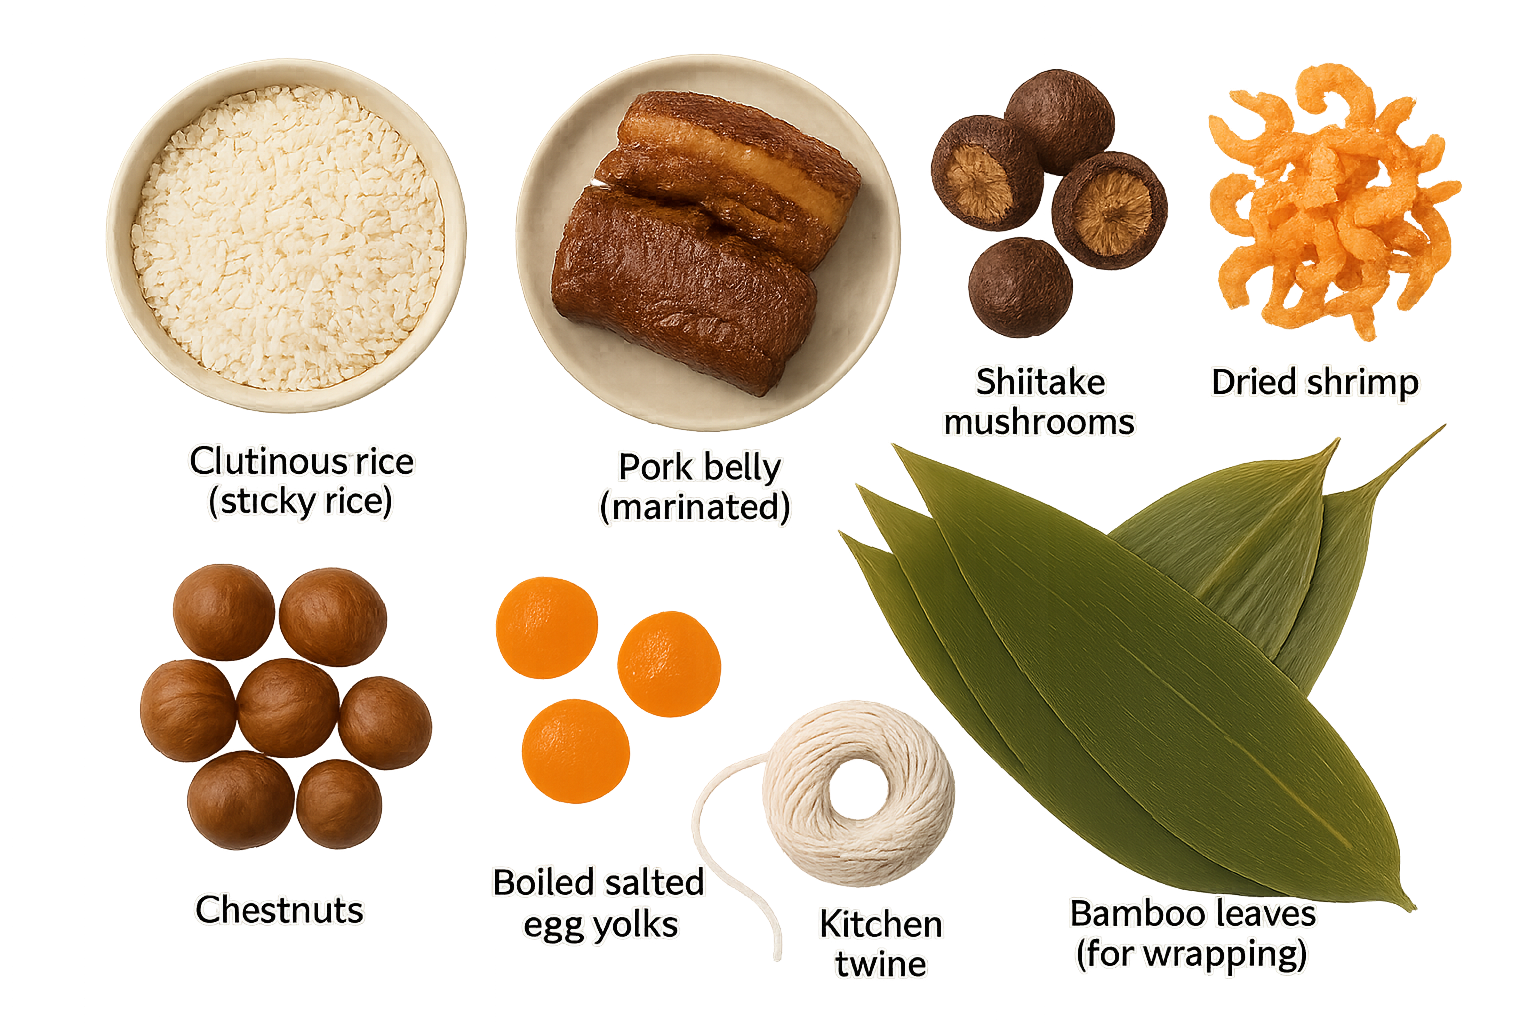 Clutinous rice
(sticky rice)
Pork belly
(marinated)
Shiitake
mushrooms
Dried shrimp
Chestnuts
Boiled salted
egg yolks
Kitchen
twine
Bamboo leaves
(for wrapping)